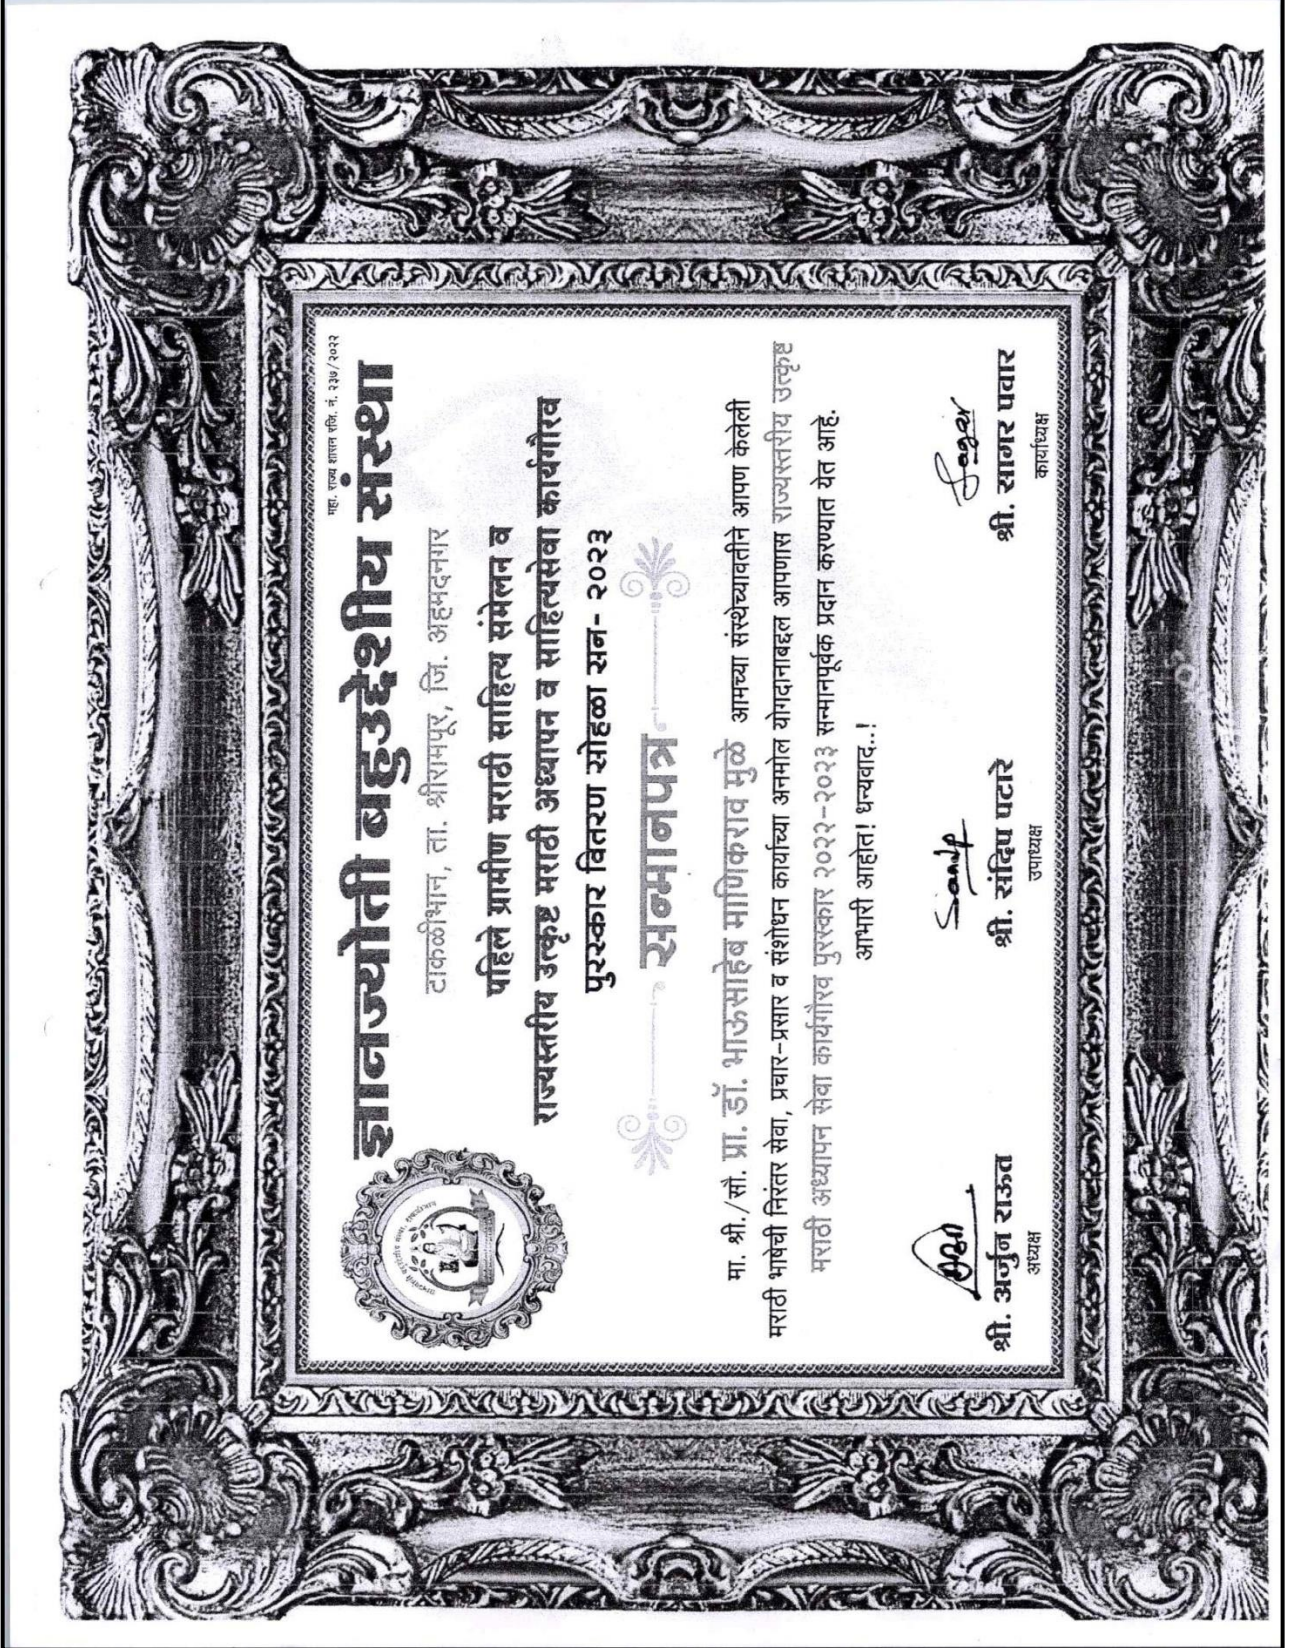 महा. राज्य शासन रजि. नं. २३७/२०२२
ज्ञानज्योती बहुउद्देशीय संस्था
टाकळीभान, ता. श्रीरामपूर, जि. अहमदनगर
पहिले ग्रामीण मराठी साहित्य संमेलन व
राज्यस्तरीय उत्कृष्ट मराठी अध्यापन व साहित्यसेवा कार्यगौरव
पुरस्कार वितरण सोहळा सन- २०२३
सन्मानपत्र
मा. श्री./सौ. प्रा. डॉ. भाऊसाहेब माणिकराव मुळे आमच्या संस्थेच्यावतीने आपण केलेली
मराठी भाषेची निरंतर सेवा, प्रचार-प्रसार व संशोधन कार्याच्या अनमोल योगदानाबद्दल आपणास राज्यस्तरीय उत्कृष्ट
मराठी अध्यापन सेवा कार्यगौरव पुरस्कार २०२२-२०२३ सन्मानपूर्वक प्रदान करण्यात येत आहे.
आभारी आहोत! धन्यवाद..!
Sandip Sagar
श्री. अर्जुन राऊत श्री. संदिप पटारे श्री. सागर पवार
अध्यक्ष उपाध्यक्ष कार्याध्यक्ष